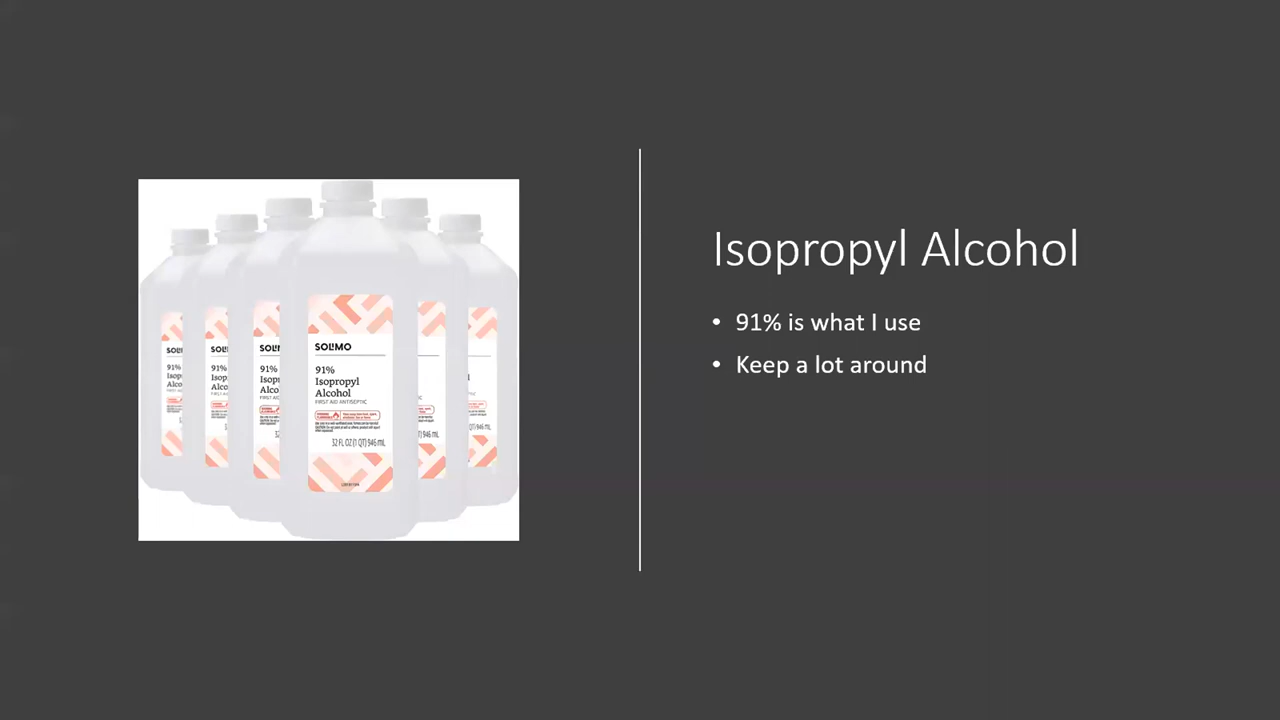 Isopropyl Alcohol
• 91% is what I use
• Keep a lot around
SOLIMO
91%
Isopropyl
Alcohol
FIRST AID ANTISEPTIC
32 FL OZ (1 QT) 946 mL